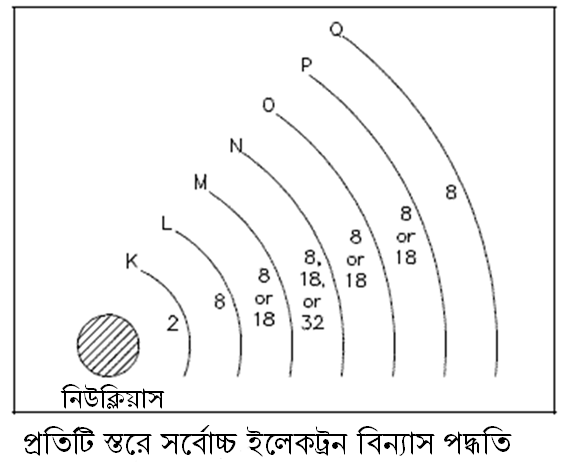 Q
P
O
N
M
L
K
2
8
8
or
18
8,
18,
or
32
8
or
18
8
or
18
8
নিউক্লিয়াস
প্রতিটি স্তরে সর্বোচ্চ ইলেকট্রন বিন্যাস পদ্ধতি